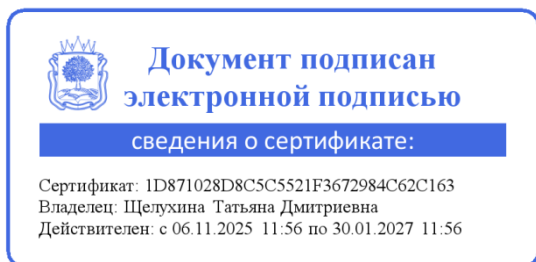 Документ подписан
электронной подписью
сведения о сертификате:
Сертификат: 1D871028D8C5C5521F3672984C62C163
Владелец: Щелухина Татьяна Дмитриевна
Действителен: с 06.11.2025 11:56 по 30.01.2027 11:56